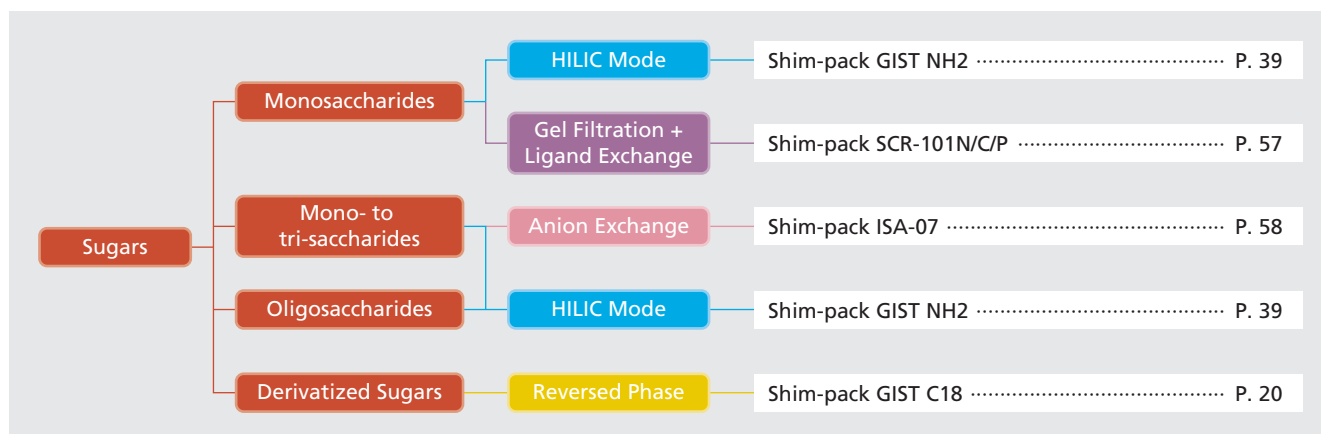 HILIC Mode
Shim-pack GIST NH2 ·········································· P. 39
Monosaccharides
Gel Filtration +
Ligand Exchange
Shim-pack SCR-101N/C/P ··································· P. 57
Mono- to
tri-saccharides
Anion Exchange
Shim-pack ISA-07 ··············································· P. 58
Sugars
Oligosaccharides
HILIC Mode
Shim-pack GIST NH2 ·········································· P. 39
Derivatized Sugars
Reversed Phase
Shim-pack GIST C18 ··········································· P. 20